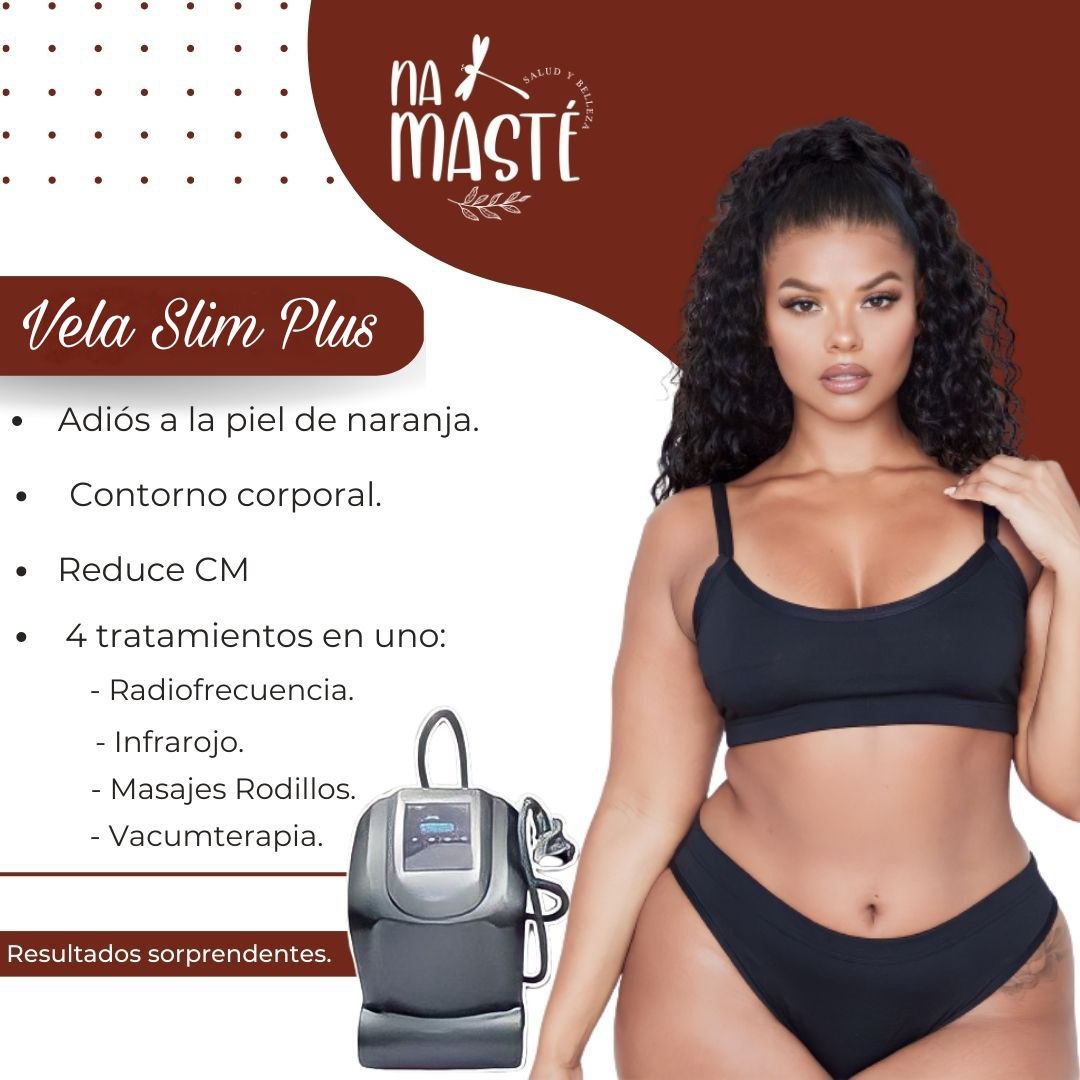 NA
MASTÉ
SALUD Y BELLEZA
Vela Slim Plus
• Adiós a la piel de naranja.
• Contorno corporal.
• Reduce CM
• 4 tratamientos en uno:
- Radiofrecuencia.
- Infrarojo.
- Masajes Rodillos.
- Vacumterapia.
Resultados sorprendentes.